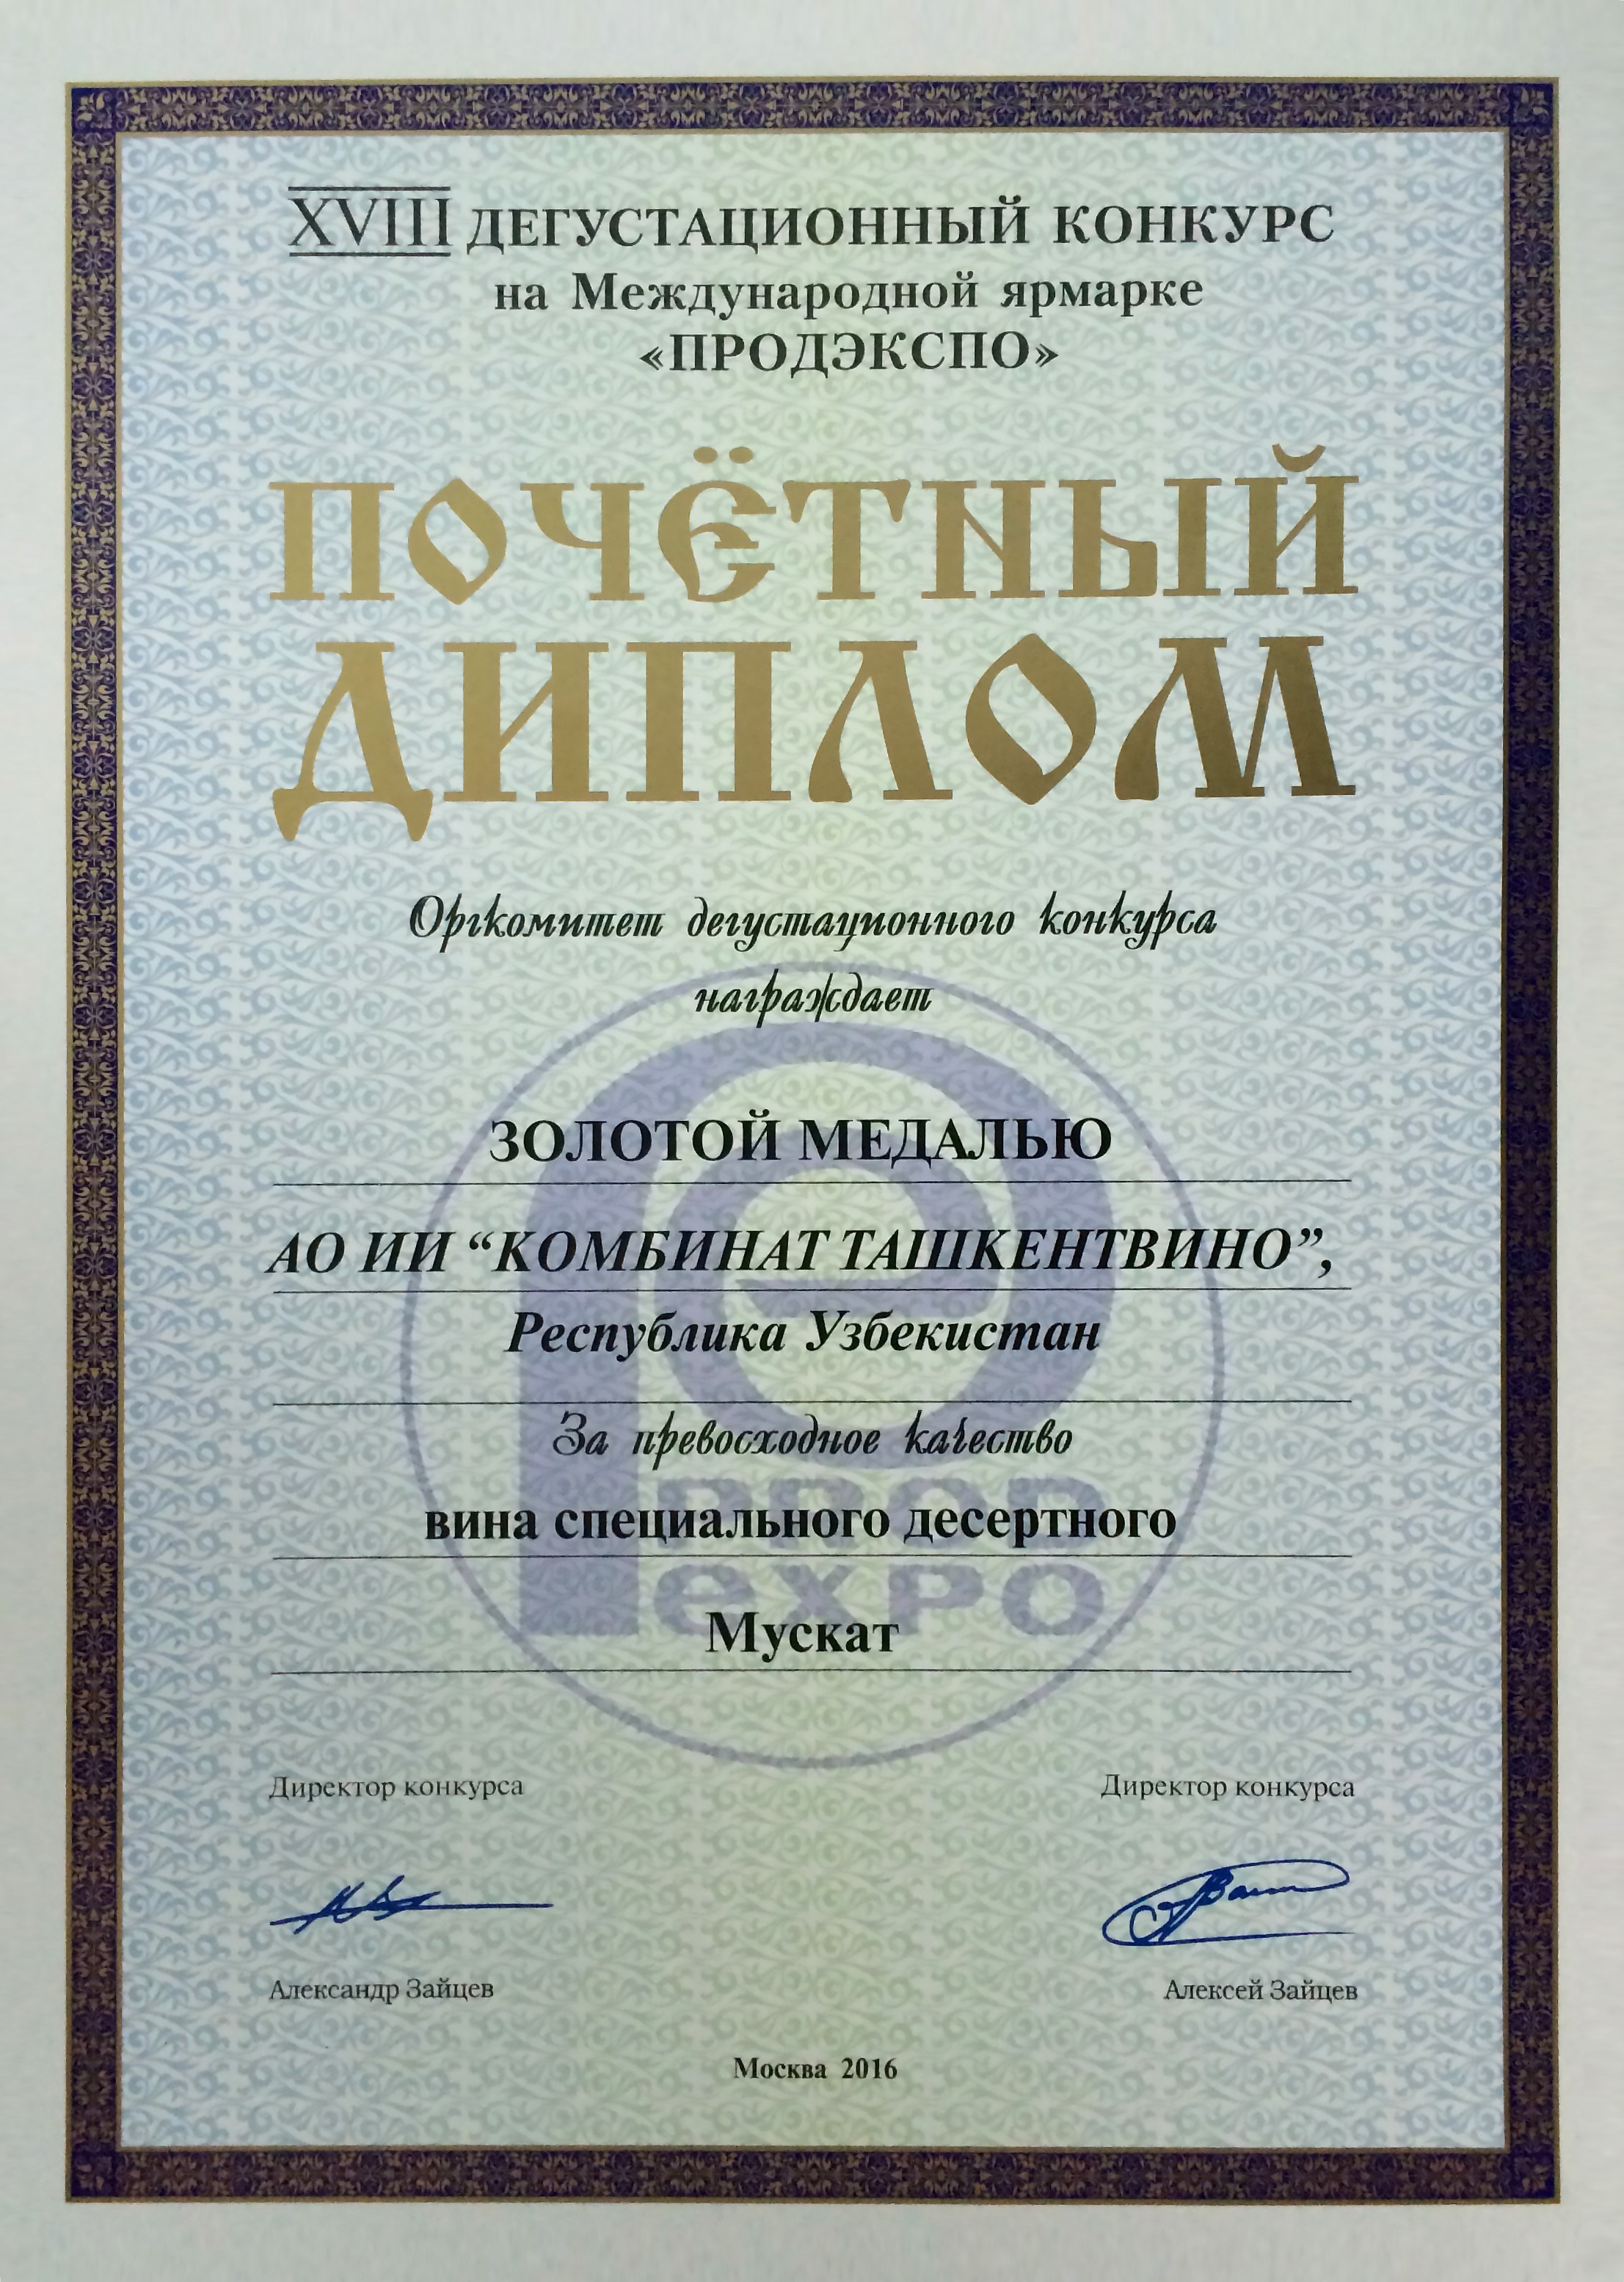 XVIII ДЕГУСТАЦИОННЫЙ КОНКУРС
на Международной ярмарке
«ПРОДЭКСПО»
ПОЧЁТНЫЙ
ДИПЛОМ
Оргкомитет дегустационного конкурса
награждает
ЗОЛОТОЙ МЕДАЛЬЮ
АО ИИ “КОМБИНАТ ТАШКЕНТВИНО”,
Республика Узбекистан
За превосходное качество
PROD
вина специального десертного
expo
Мускат
Директор конкурса Директор конкурса
Александр Зайцев Алексей Зайцев
Москва 2016